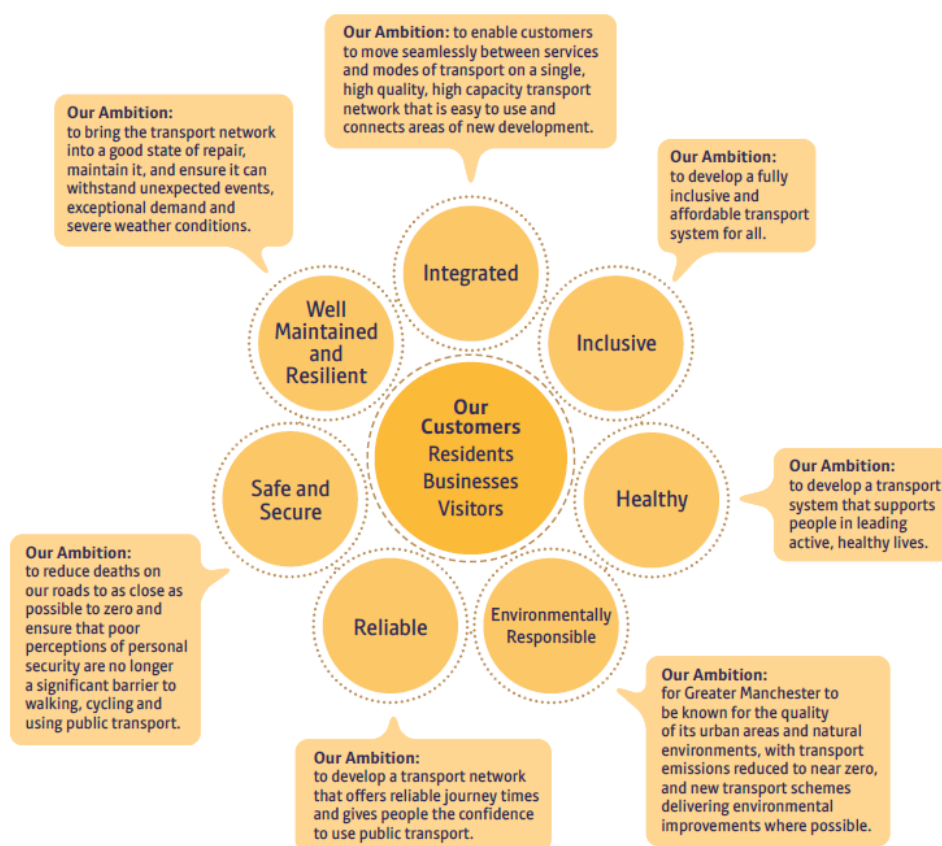 Our Ambition: to enable customers
to move seamlessly between services
and modes of transport on a single,
high quality, high capacity transport
network that is easy to use and
connects areas of new development.
Our Ambition:
to bring the transport network
into a good state of repair,
maintain it, and ensure it can
withstand unexpected events,
exceptional demand and
severe weather conditions.
Our Ambition:
to develop a fully
inclusive and
affordable transport
system for all.
Integrated
Well
Maintained
and
Resilient
Inclusive
Our
Customers
Residents
Businesses
Visitors
Safe and
Secure
Healthy
Our Ambition:
to develop a transport
system that supports
people in leading
active, healthy lives.
Our Ambition:
to reduce deaths on
our roads to as close as
possible to zero and
ensure that poor
perceptions of personal
security are no longer
a significant barrier to
walking, cycling and
using public transport.
Reliable
Environmentally
Responsible
Our Ambition:
to develop a transport network
that offers reliable journey times
and gives people the confidence
to use public transport.
Our Ambition:
for Greater Manchester to
be known for the quality
of its urban areas and natural
environments, with transport
emissions reduced to near zero,
and new transport schemes
delivering environmental
improvements where possible.